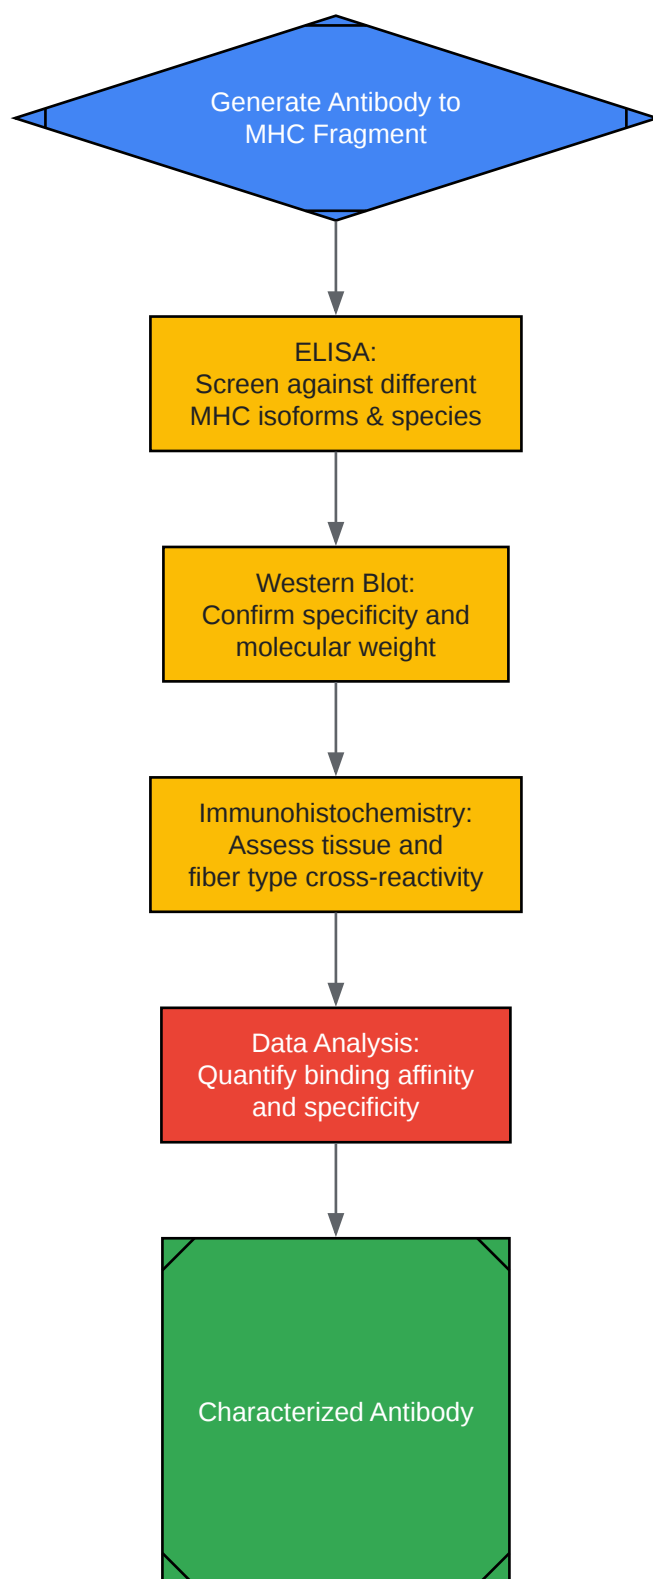 Generate Antibody to
MHC Fragment
ELISA:
Screen against different
MHC isoforms & species
Western Blot:
Confirm specificity and
molecular weight
Immunohistochemistry:
Assess tissue and
fiber type cross-reactivity
Data Analysis:
Quantify binding affinity
and specificity
Characterized Antibody